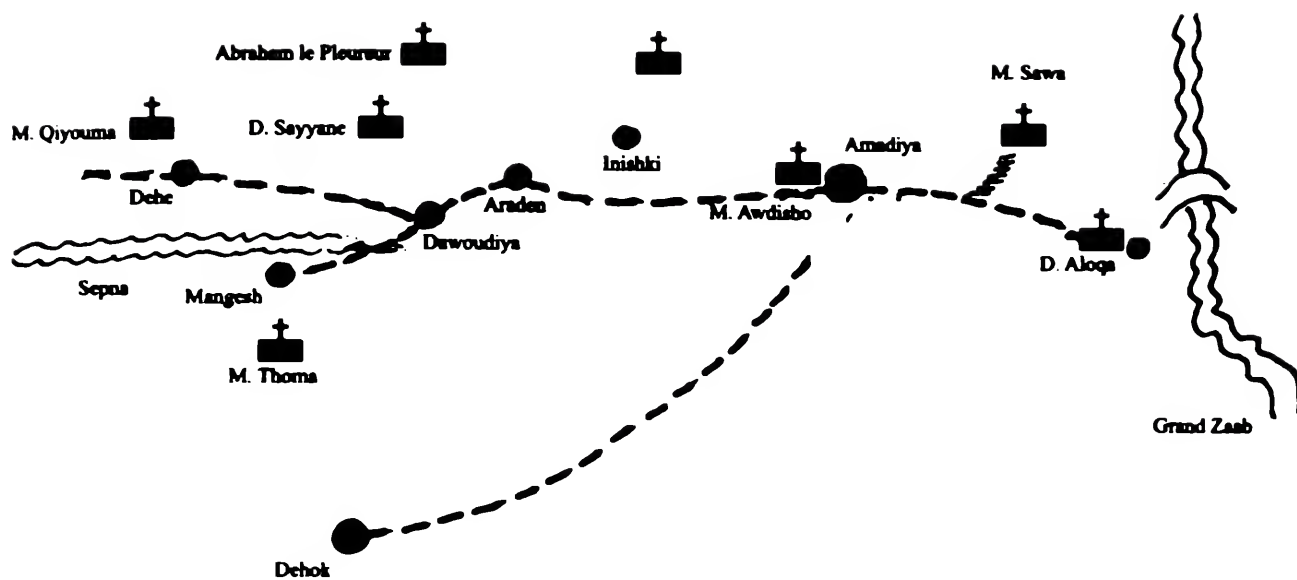 Abraham le Pleureur
M. Sawa
M. Qiyouma
D. Sayyane
Amadiya
Inishki
Dehe
Araden
M. Awdisho
Dawoudiya
D. Aloqa
Sepna
Mangesh
M. Thoma
Grand Zaab
Dehok